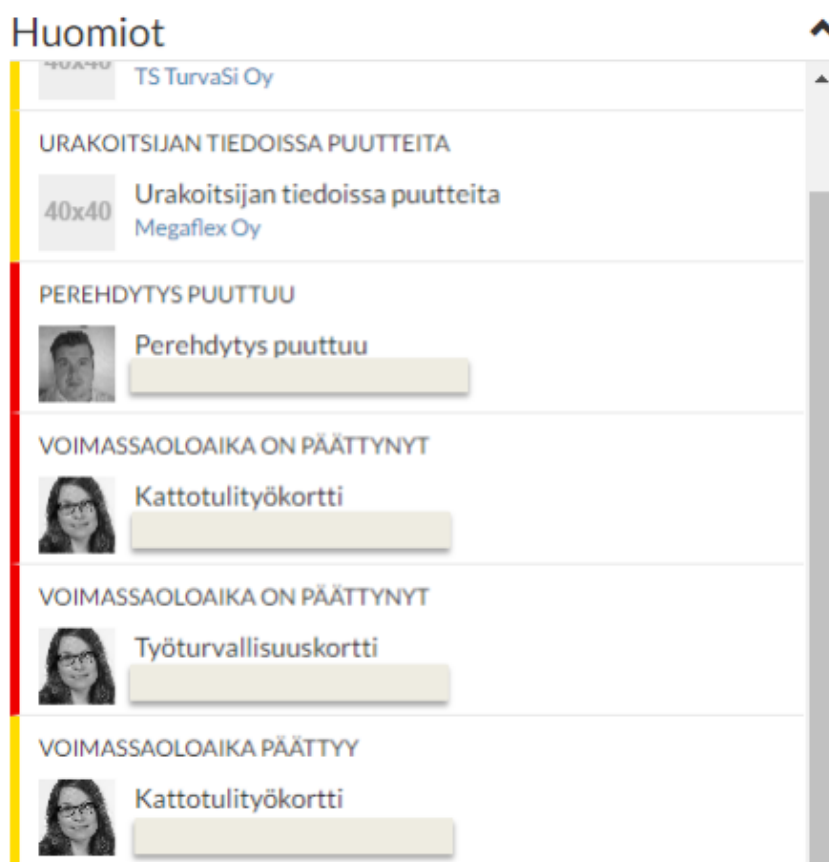 Huomiot
40x40
TS TurvaSi Oy
URAKOITSIJAN TIEDOISSA PUUTTEITA
40x40
Urakoitsijan tiedoissa puutteita
Megaflex Oy
PEREHDYTYS PUUTTUU
Perehdytys puuttuu
VOIMASSAOLOAIKA ON PÄÄTTYNYT
Kattotulityökortti
VOIMASSAOLOAIKA ON PÄÄTTYNYT
Työturvallisuuskortti
VOIMASSAOLOAIKA PÄÄTTYY
Kattotulityökortti